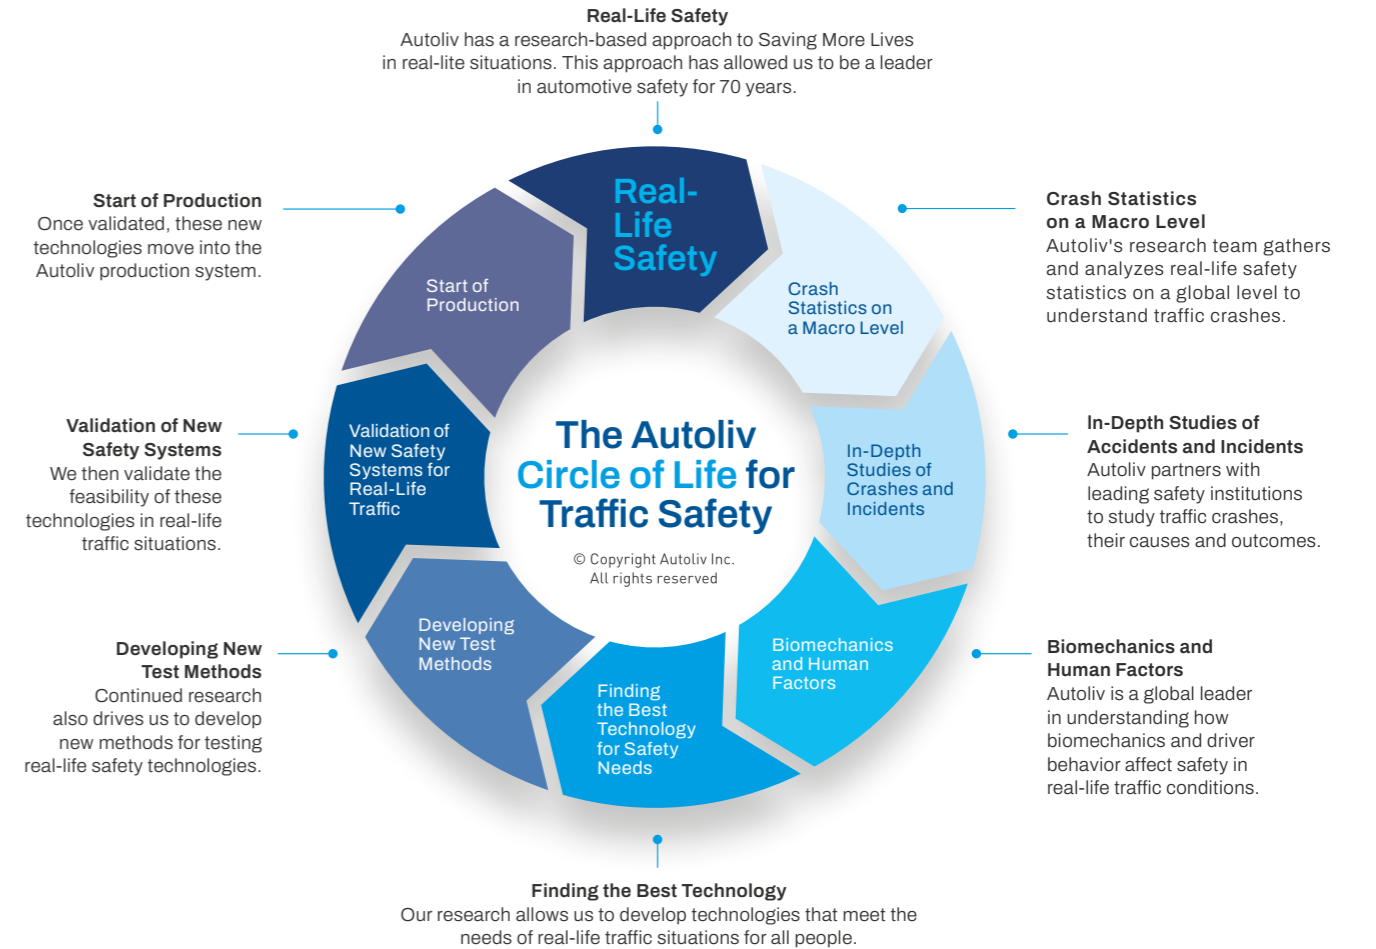 Real-Life Safety
Autoliv has a research-based approach to Saving More Lives
in real-lite situations. This approach has allowed us to be a leader
in automotive safety for 70 years.
Start of Production
Once validated, these new
technologies move into the
Autoliv production system.
Crash Statistics
on a Macro Level
Autoliv's research team gathers
and analyzes real-life safety
statistics on a global level to
understand traffic crashes.
Real-
Life
Safety
Start of
Production
Crash
Statistics on
a Macro Level
Validation of New
Safety Systems
We then validate the
feasibility of these
technologies in real-life
traffic situations.
Validation of
New Safety
Systems for
Real-Life
Traffic
The Autoliv
Circle of Life for
Traffic Safety
© Copyright Autoliv Inc.
All rights reserved
In-Depth
Studies of
Crashes and
Incidents
In-Depth Studies of
Accidents and Incidents
Autoliv partners with
leading safety institutions
to study traffic crashes,
their causes and outcomes.
Developing New
Test Methods
Continued research
also drives us to develop
new methods for testing
real-life safety technologies.
Developing
New Test
Methods
Finding
the Best
Technology
for Safety
Needs
Biomechanics
and Human
Factors
Biomechanics and
Human Factors
Autoliv is a global leader
in understanding how
biomechanics and driver
behavior affect safety in
real-life traffic conditions.
Finding the Best Technology
Our research allows us to develop technologies that meet the
needs of real-life traffic situations for all people.